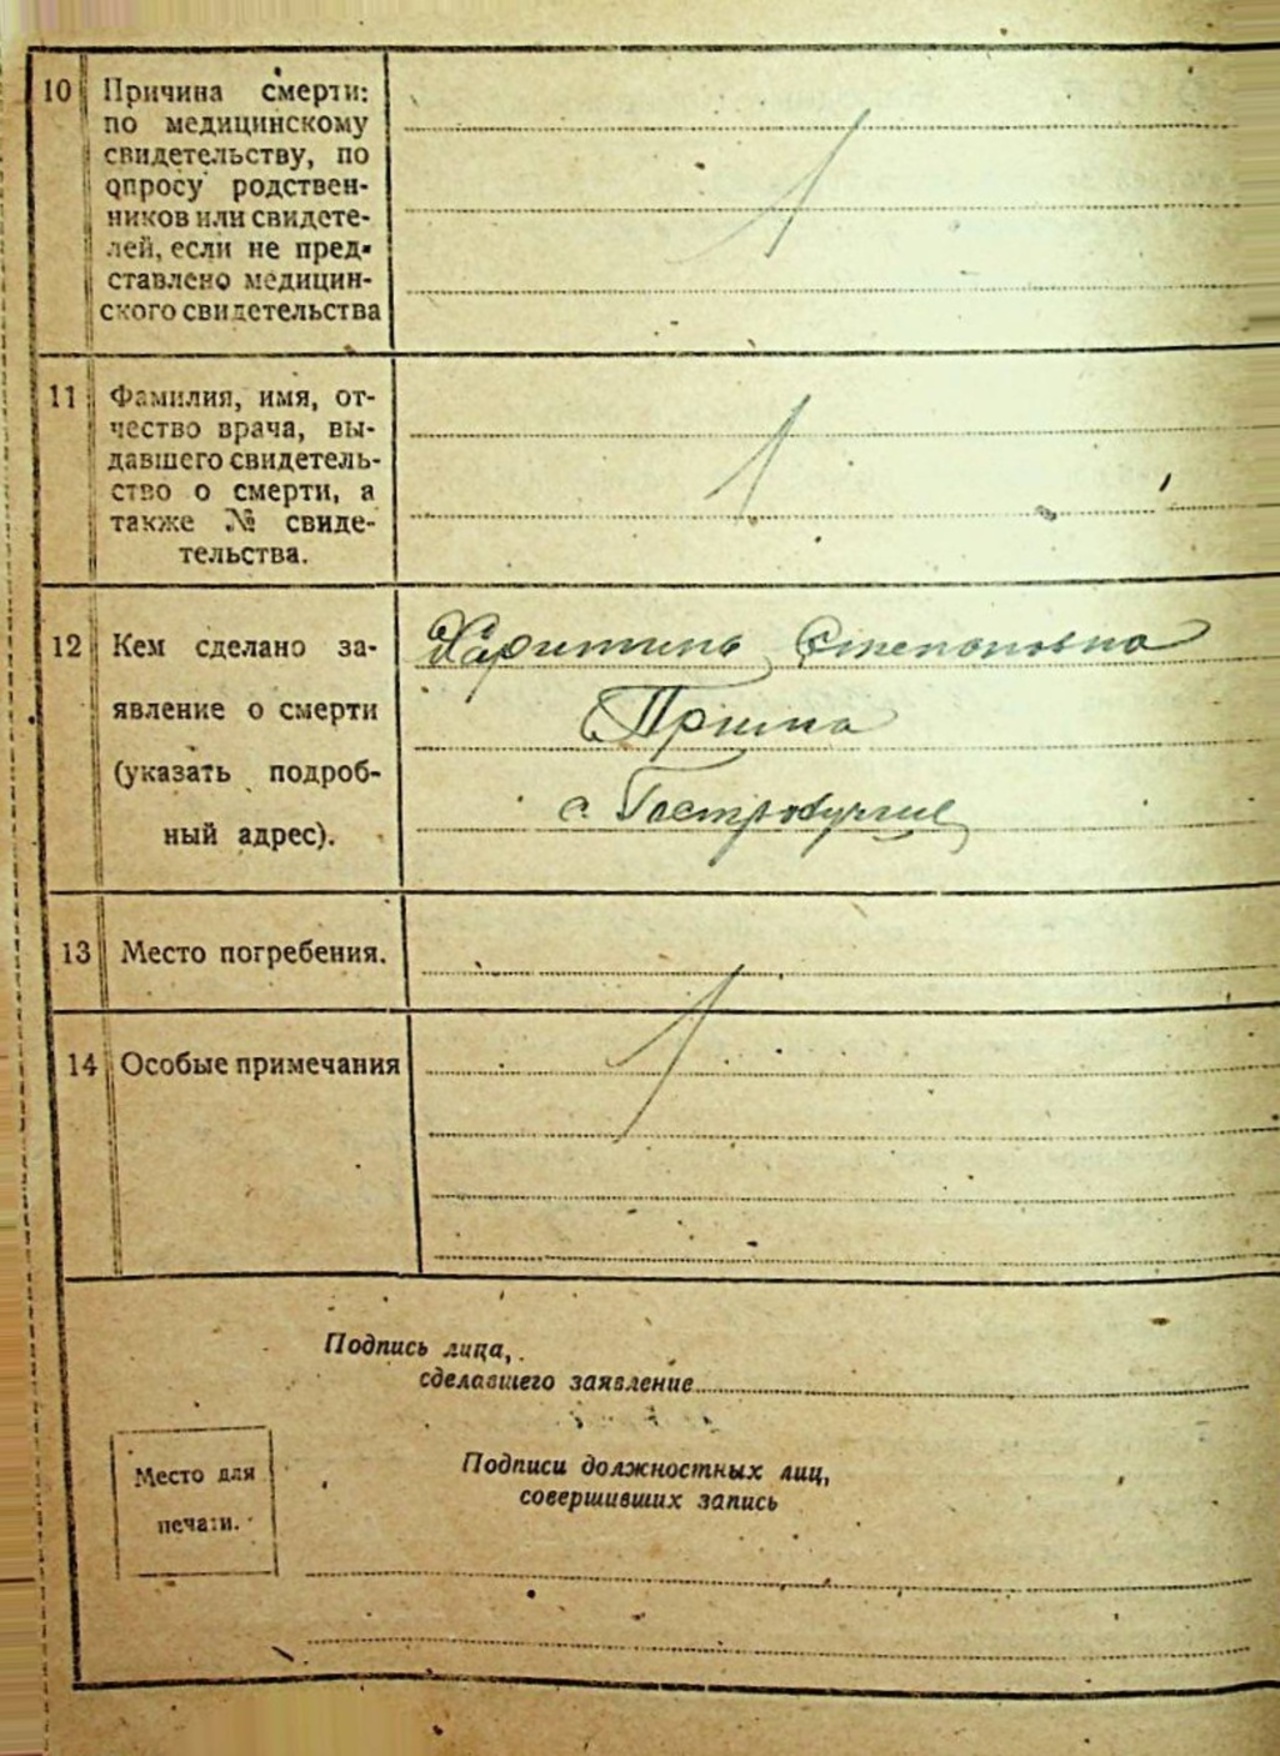 10 Причина смерти:
по медицинскому
свидетельству, по
опросу родствен-
ников или свидете-
лей, если не пред-
ставлено медицин-
ского свидетельства
11 Фамилия, имя, от-
чество врача, вы-
давшего свидетель-
ство о смерти, а
также № свиде-
тельства.
12 Кем сделано за-
явление о смерти
(указать подроб-
ный адрес).
Степановна
Прима
с.
13 Место погребения.
14 Особые примечания
Подпись лица,
сделавшего заявление
Место для
печати.
Подписи должностных лиц,
совершивших запись